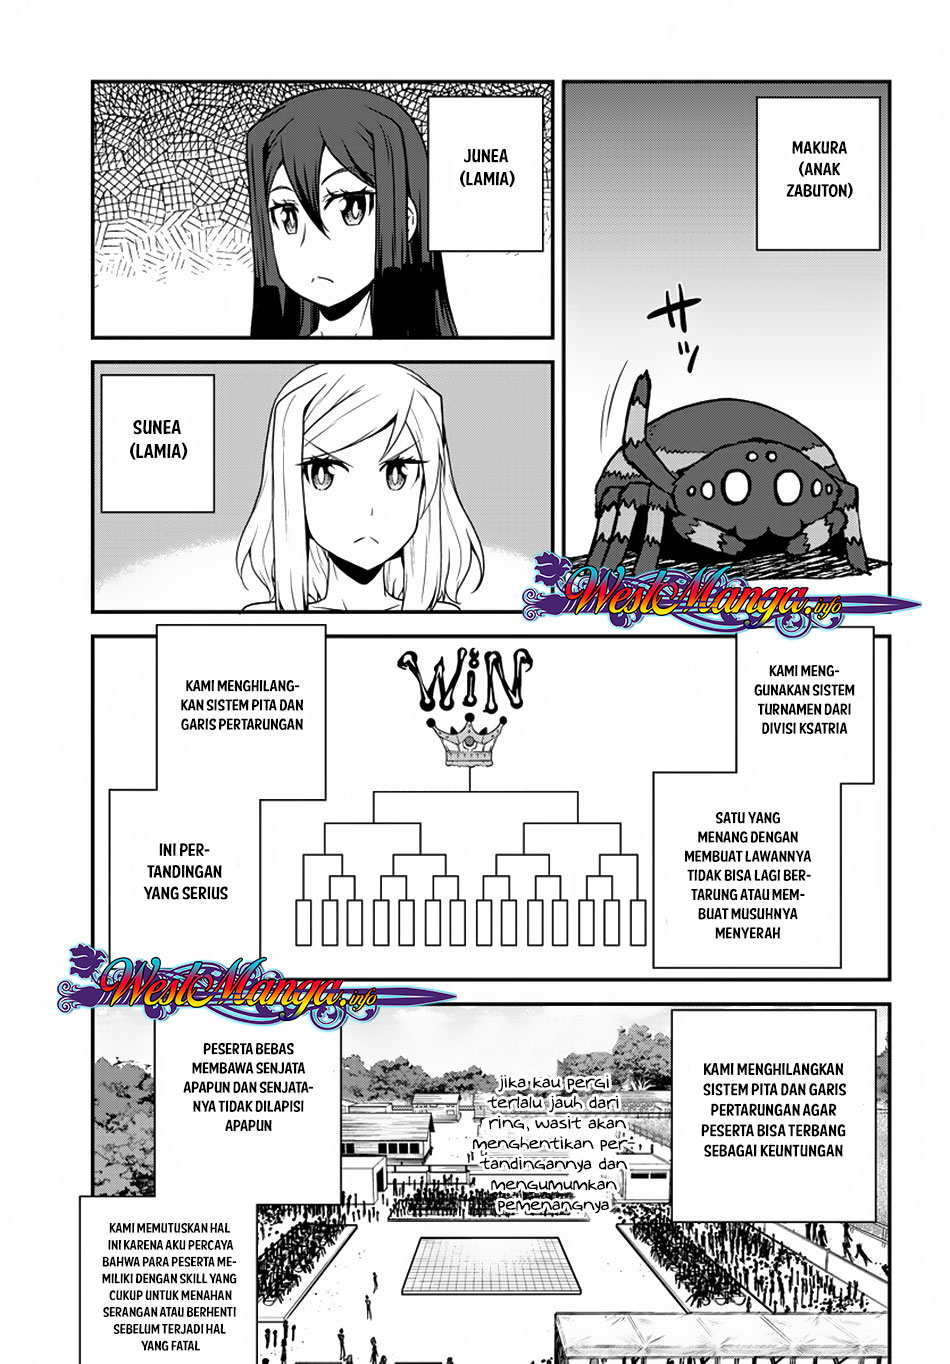 MAKURA
(ANAK
ZABUTON)
サッ
JUNEA
(LAMIA)
SUNEA
(LAMIA)
WestManga.info
KAMI MENG-
GUNAKAN SISTEM
TURNAMEN DARI
DIVISI KSATRIA
SATU YANG
MENANG DENGAN
MEMBUAT LAWANNYA
TIDAK BISA LAGI BER-
TARUNG ATAU MEM-
BUAT MUSUHNYA
MENYERAH
WiN
KAMI MENGHILANG-
KAN SISTEM PITA DAN
GARIS PERTARUNGAN
INI PER-
TANDINGAN
YANG SERIUS
WestManga.info
KAMI MENGHILANGKAN
SISTEM PITA DAN GARIS
PERTARUNGAN AGAR
PESERTA BISA TERBANG
SEBAGAI KEUNTUNGAN
jika kau pergi
terlalu jauh dari
ring, wasit akan
menghentikan per-
tandingannya dan
mengumumkan
pemenangnya
PESERTA BEBAS
MEMBAWA SENJATA
APAPUN DAN SENJATA-
NYA TIDAK DILAPISI
APAPUN
KAMI MEMUTUSKAN HAL
INI KARENA AKU PERCAYA
BAHWA PARA PESERTA ME-
MILIKI DENGAN SKILL YANG
CUKUP UNTUK MENAHAN
SERANGAN ATAU BERHENTI
SEBELUM TERJADI HAL
YANG FATAL